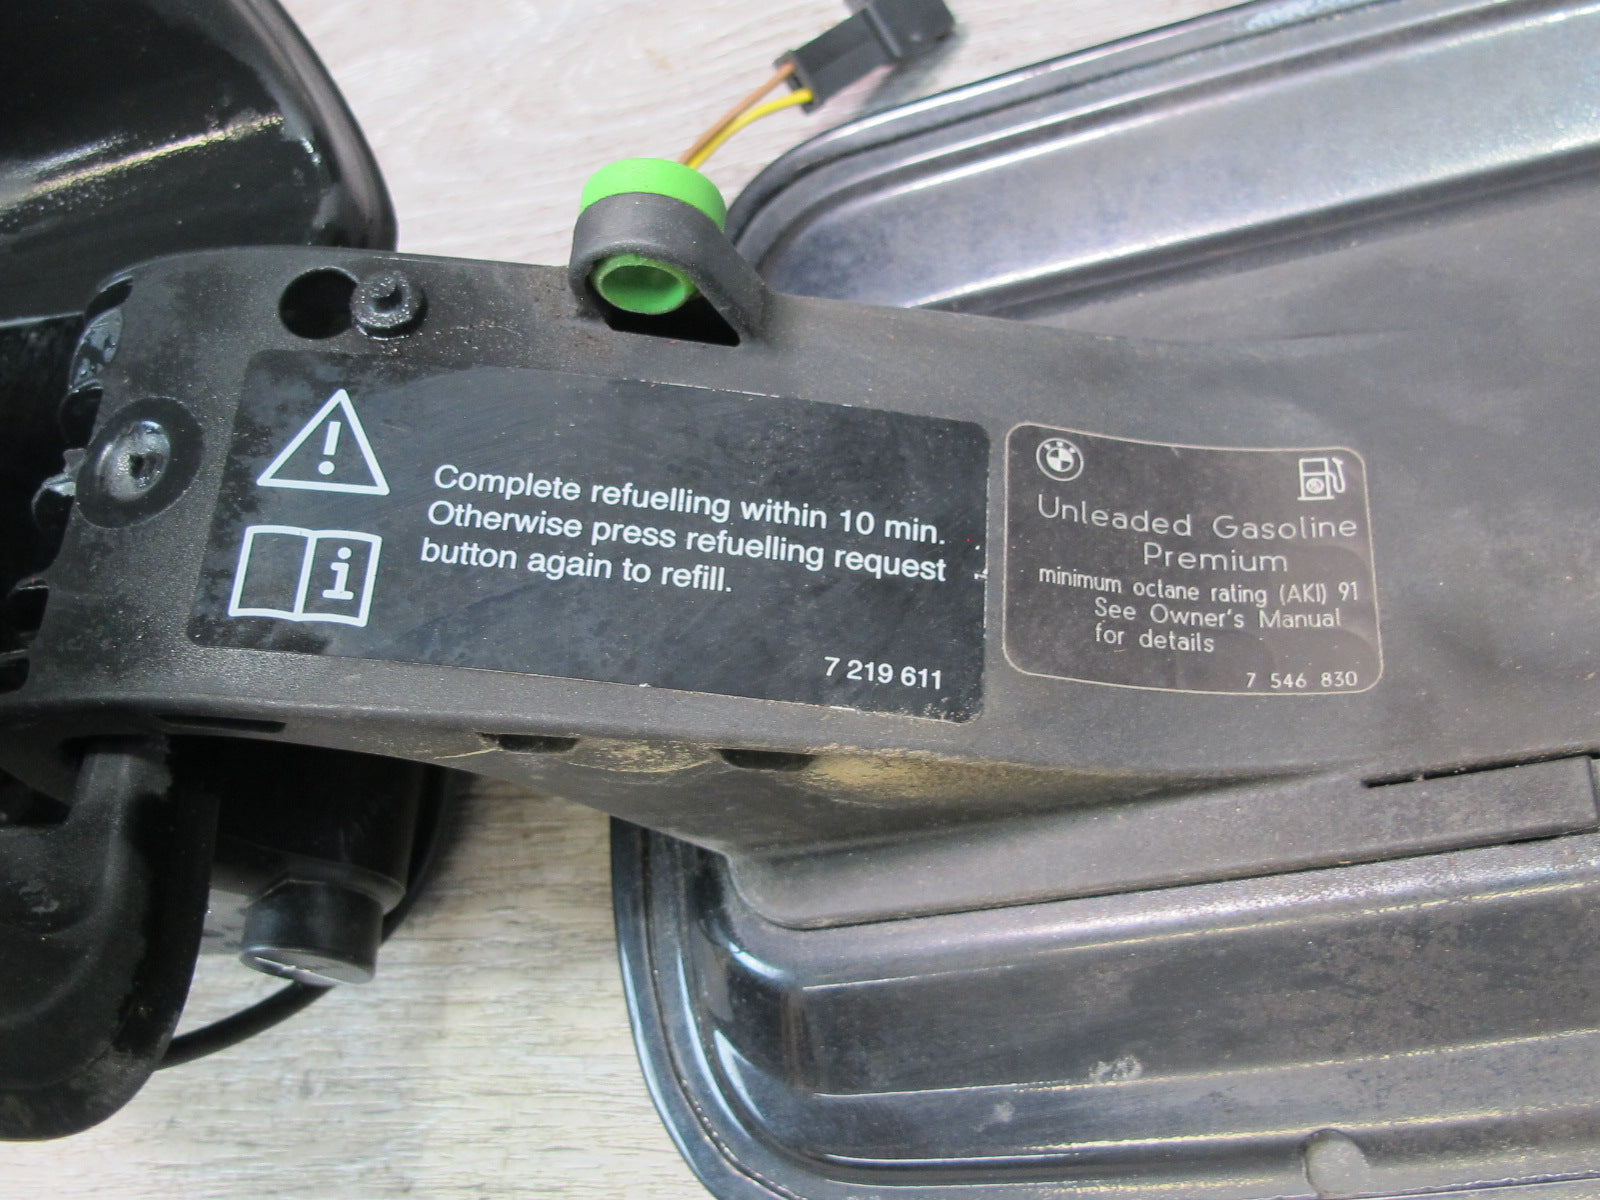 Complete refuelling within 10 min.
Otherwise press refuelling request
button again to refill.
7 219 611
Unleaded Gasoline
Premium
minimum octane rating (AKI) 91
See Owner's Manual
for details
7 546 830